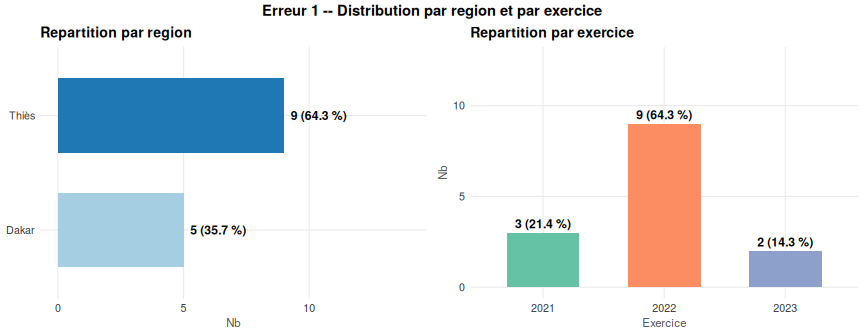 Erreur 1 -- Distribution par region et par exercice
Repartition par region
Thiès
9 (64.3 %)
Dakar
5 (35.7 %)
0
5
10
Nb
Repartition par exercice
Nb
10
5
0
3 (21.4 %)
9 (64.3 %)
2 (14.3 %)
2021
2022
2023
Exercice